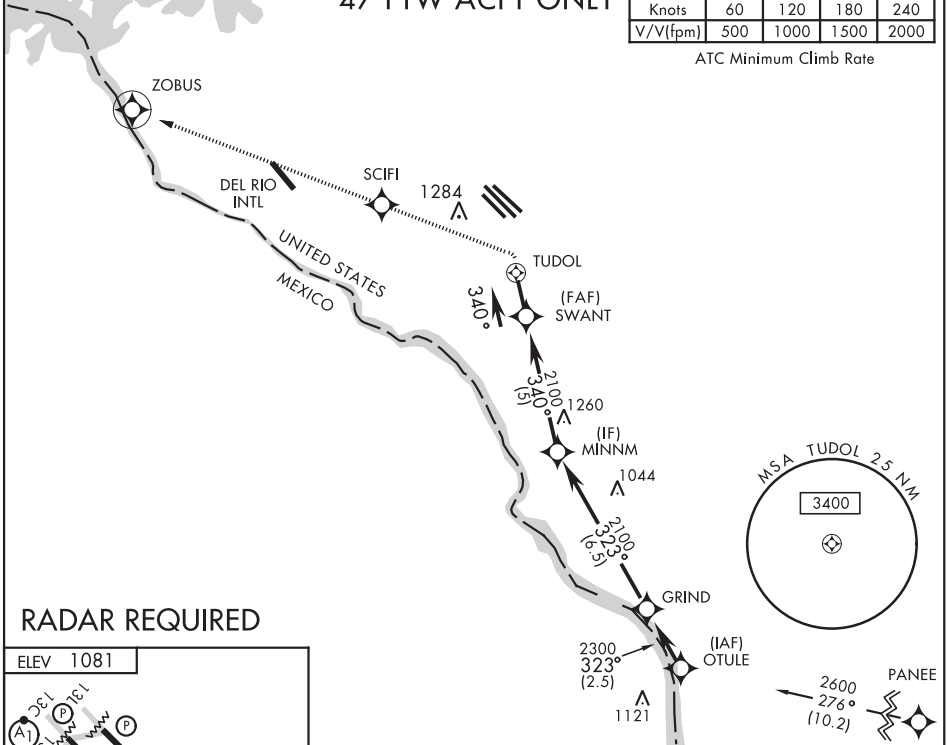 47 FTW ACFT ONLY
Knots 60 120 180 240
V/V(fpm) 500 1000 1500 2000
ATC Minimum Climb Rate
ZOBUS
DEL RIO
INTL
SCIFI
1284
UNITED STATES
MEXICO
TUDOL
340°
(FAF)
SWANT
2100
340°
(5)
1260
(IF)
MINNM
1044
2100
323°
(6.5)
MSA TUDOL 25 NM
3400
GRIND
(IAF)
OTULE
2300
323°
(2.5)
1121
PANEE
2600
276°
(10.2)
RADAR REQUIRED
ELEV 1081
13C
13L
P
P
A1